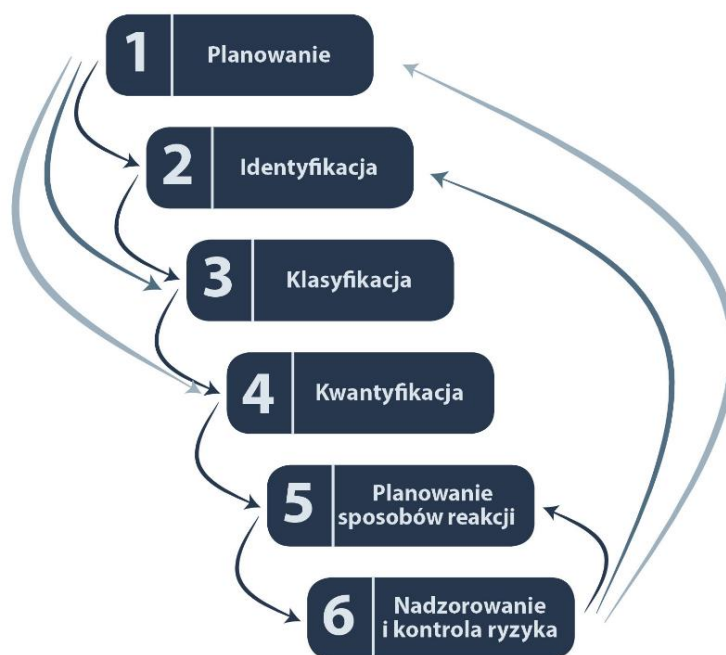 1 Planowanie
2 Identyfikacja
3 Klasyfikacja
4 Kwantyfikacja
5 Planowanie
sposobów reakcji
6 Nadzorowanie
i kontrola ryzyka